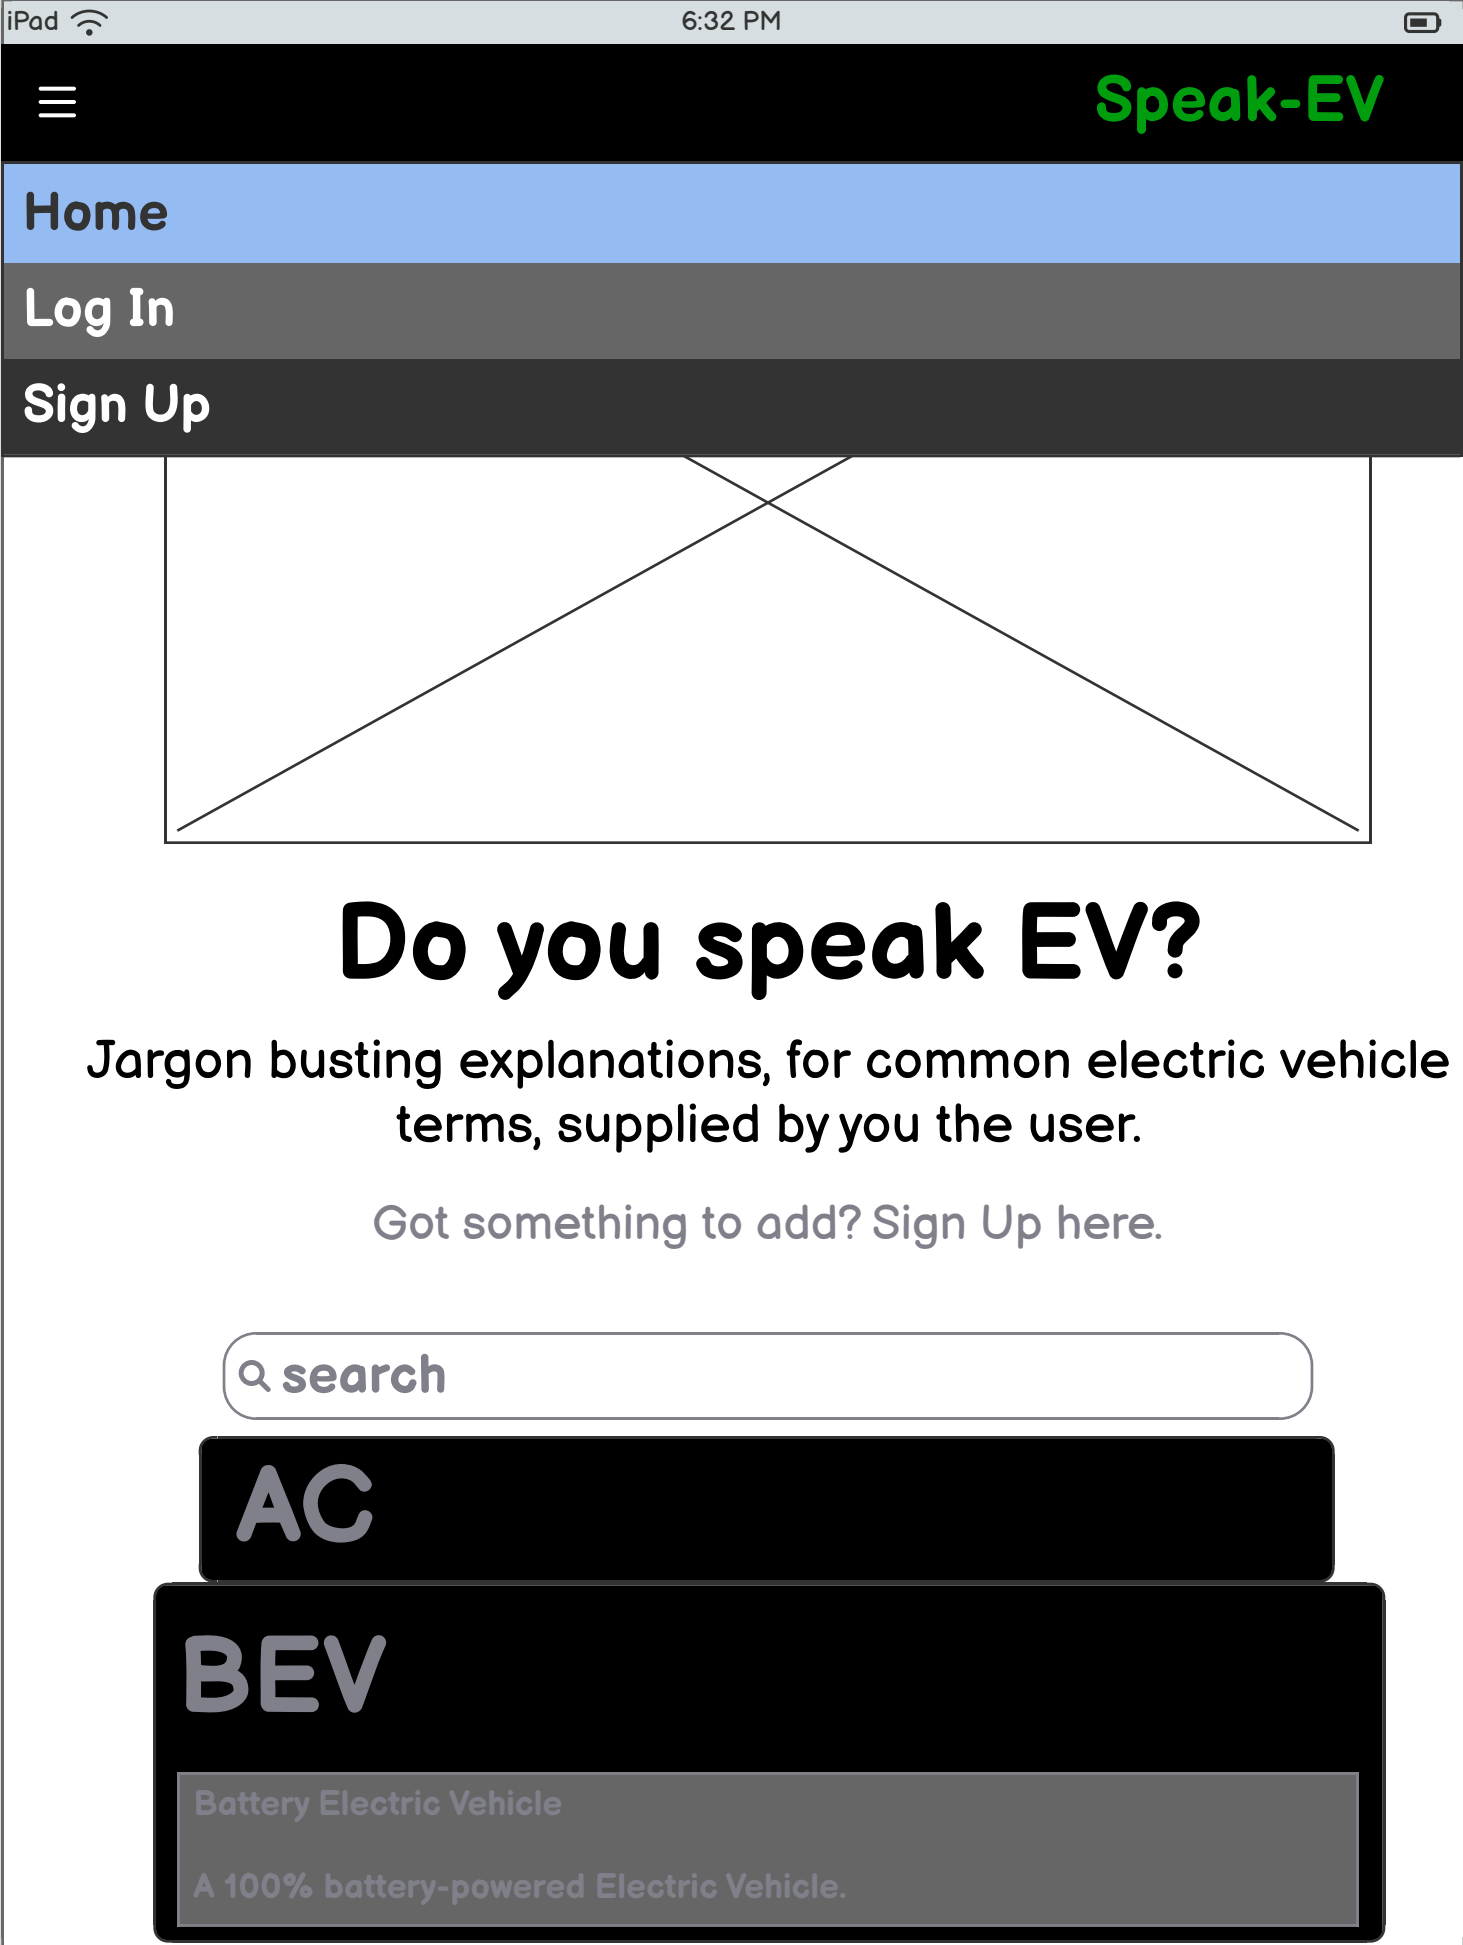 iPad
6:32 PM
Speak-EV
Home
Log In
Sign Up
Do you speak EV?
Jargon busting explanations, for common electric vehicle
terms, supplied by you the user.
Got something to add? Sign Up here.
search
AC
BEV
Battery Electric Vehicle
A 100% battery-powered Electric Vehicle.